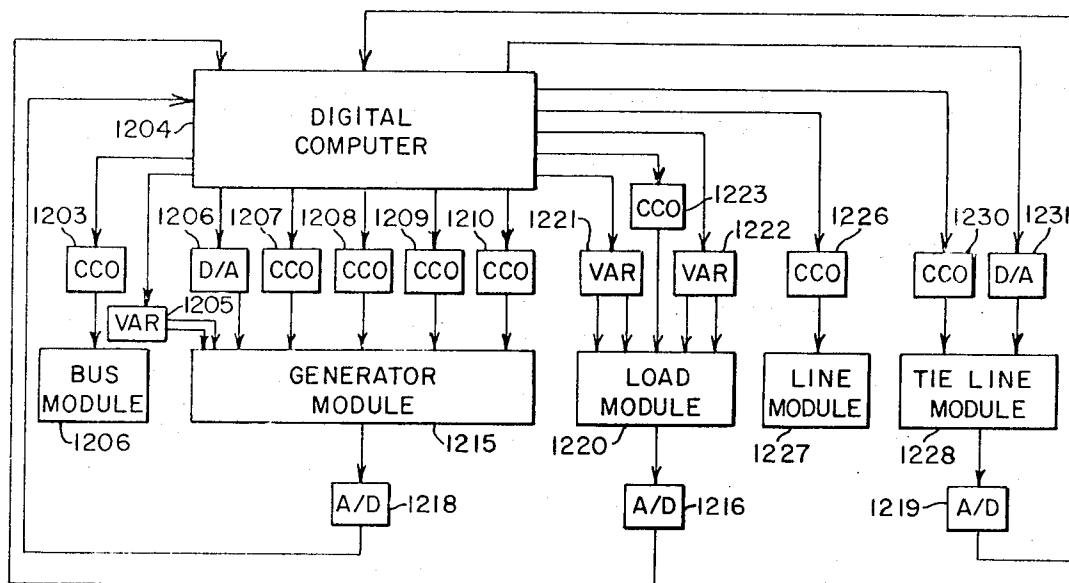 DIGITAL
COMPUTER
1204
1203
1206
1207
1208
1209
1210
1221
1223
1222
1226
1230
1231
CCO
D/A
CCO
CCO
CCO
CCO
VAR
CCO
VAR
CCO
CCO
D/A
VAR
1205
BUS
MODULE
1206
GENERATOR
MODULE
1215
LOAD
MODULE
1220
LINE
MODULE
1227
TIE LINE
MODULE
1228
A/D
1218
A/D
1216
1219
A/D